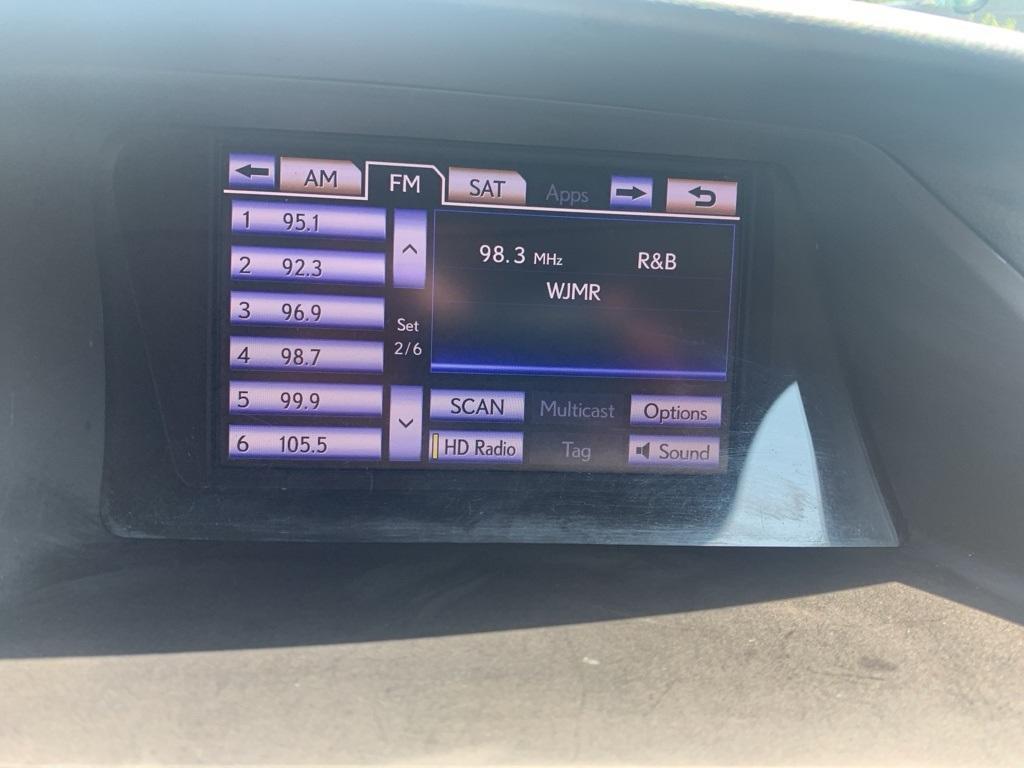 AM FM SAT Apps
1 95.1
2 92.3
3 96.9
4 98.7
5 99.9
6 105.5
Set
2/6
98.3 MHz R&B
WJMR
SCAN Multicast Options
HD Radio Tag Sound